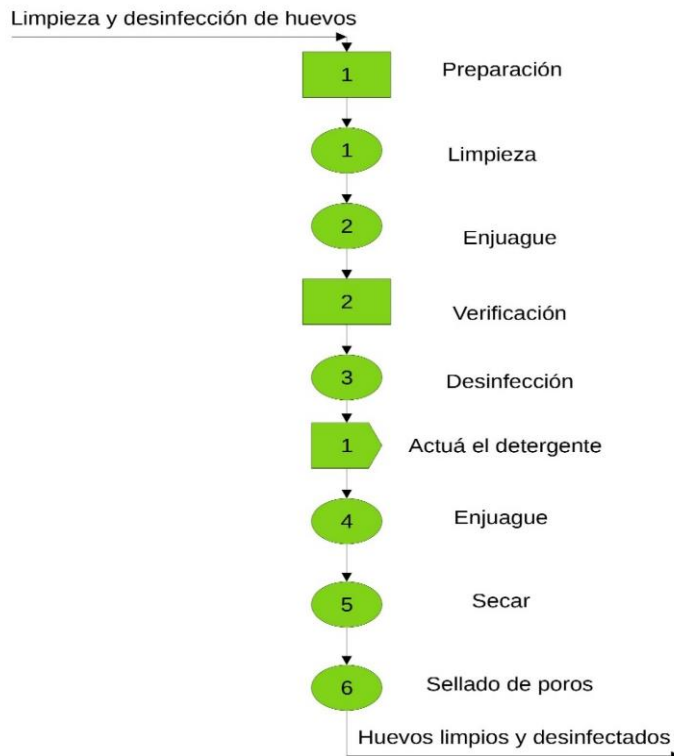 Limpieza y desinfección de huevos
1 Preparación
1 Limpieza
2 Enjuague
2 Verificación
3 Desinfección
1 Actuá el detergente
4 Enjuague
5 Secar
6 Sellado de poros
Huevos limpios y desinfectados